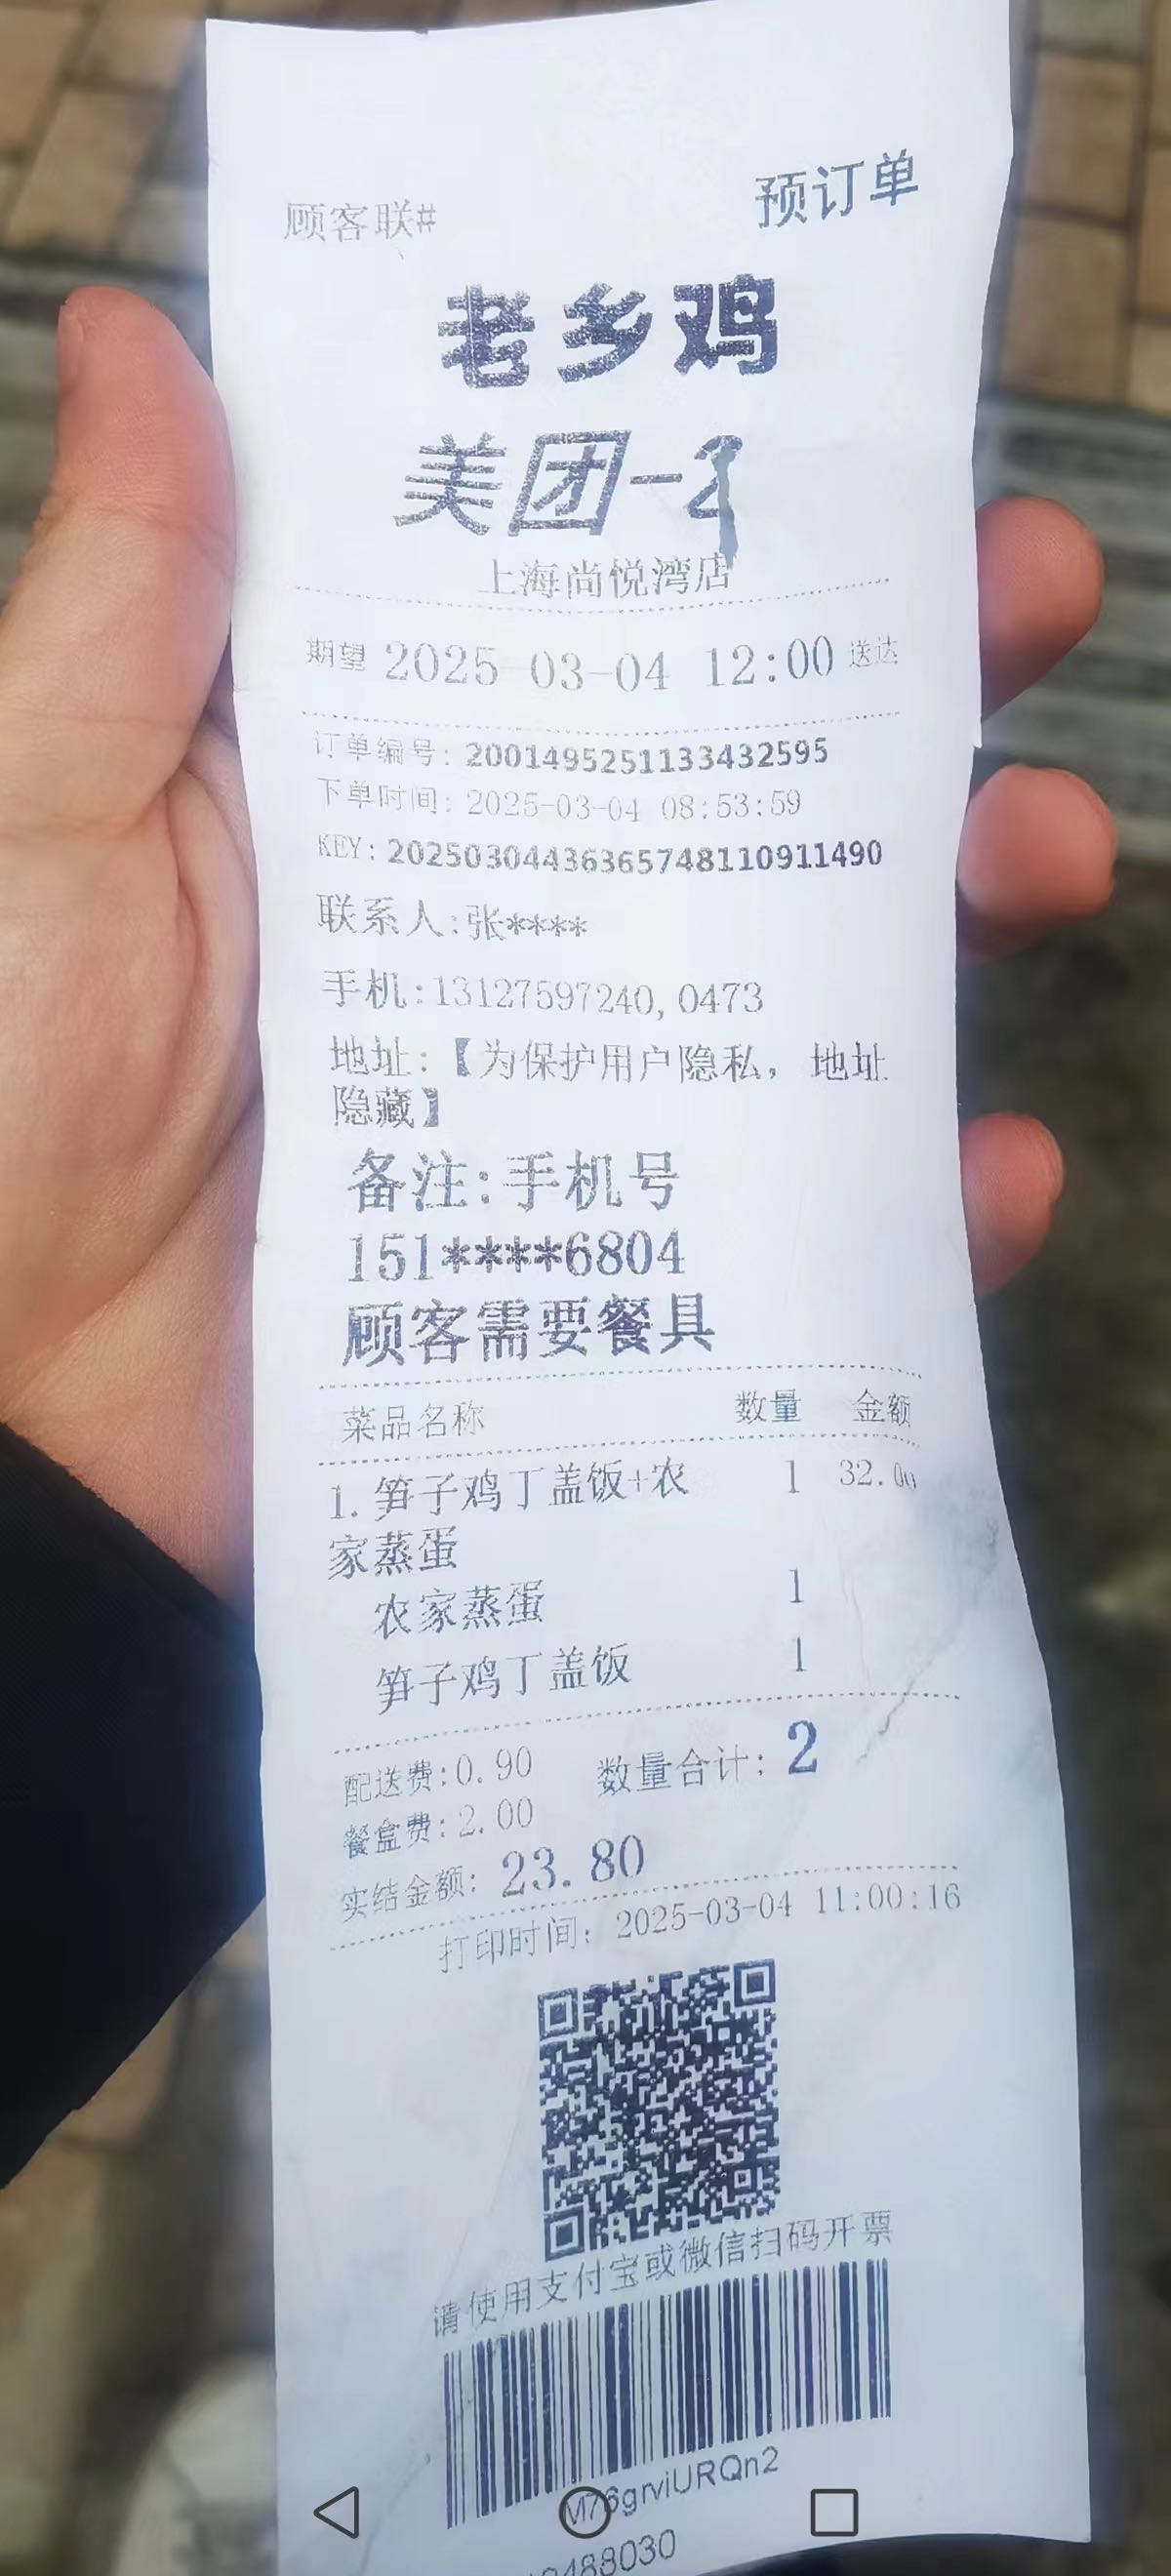 顾客联#
预订单
老乡鸡
美团-2
上海尚悦湾店
期望 2025-03-04 12:00 送达
订单编号: 2001495251133432595
下单时间: 2025-03-04 08:53:59
KEY: 2025030443636574811091​1490
联系人:张****
手机:13127597240,0473
地址:【为保护用户隐私，地址
隐藏】
备注:手机号
151****6804
顾客需要餐具
菜品名称 数量 金额
1. 笋子鸡丁盖饭+农 1 32.00
家蒸蛋
农家蒸蛋 1
笋子鸡丁盖饭 1
配送费:0.90 数量合计: 2
餐盒费:2.00
实结金额: 23.80
打印时间: 2025-03-04 11:00:16
请使用支付宝或微信扫码开票
M76grviURQn2